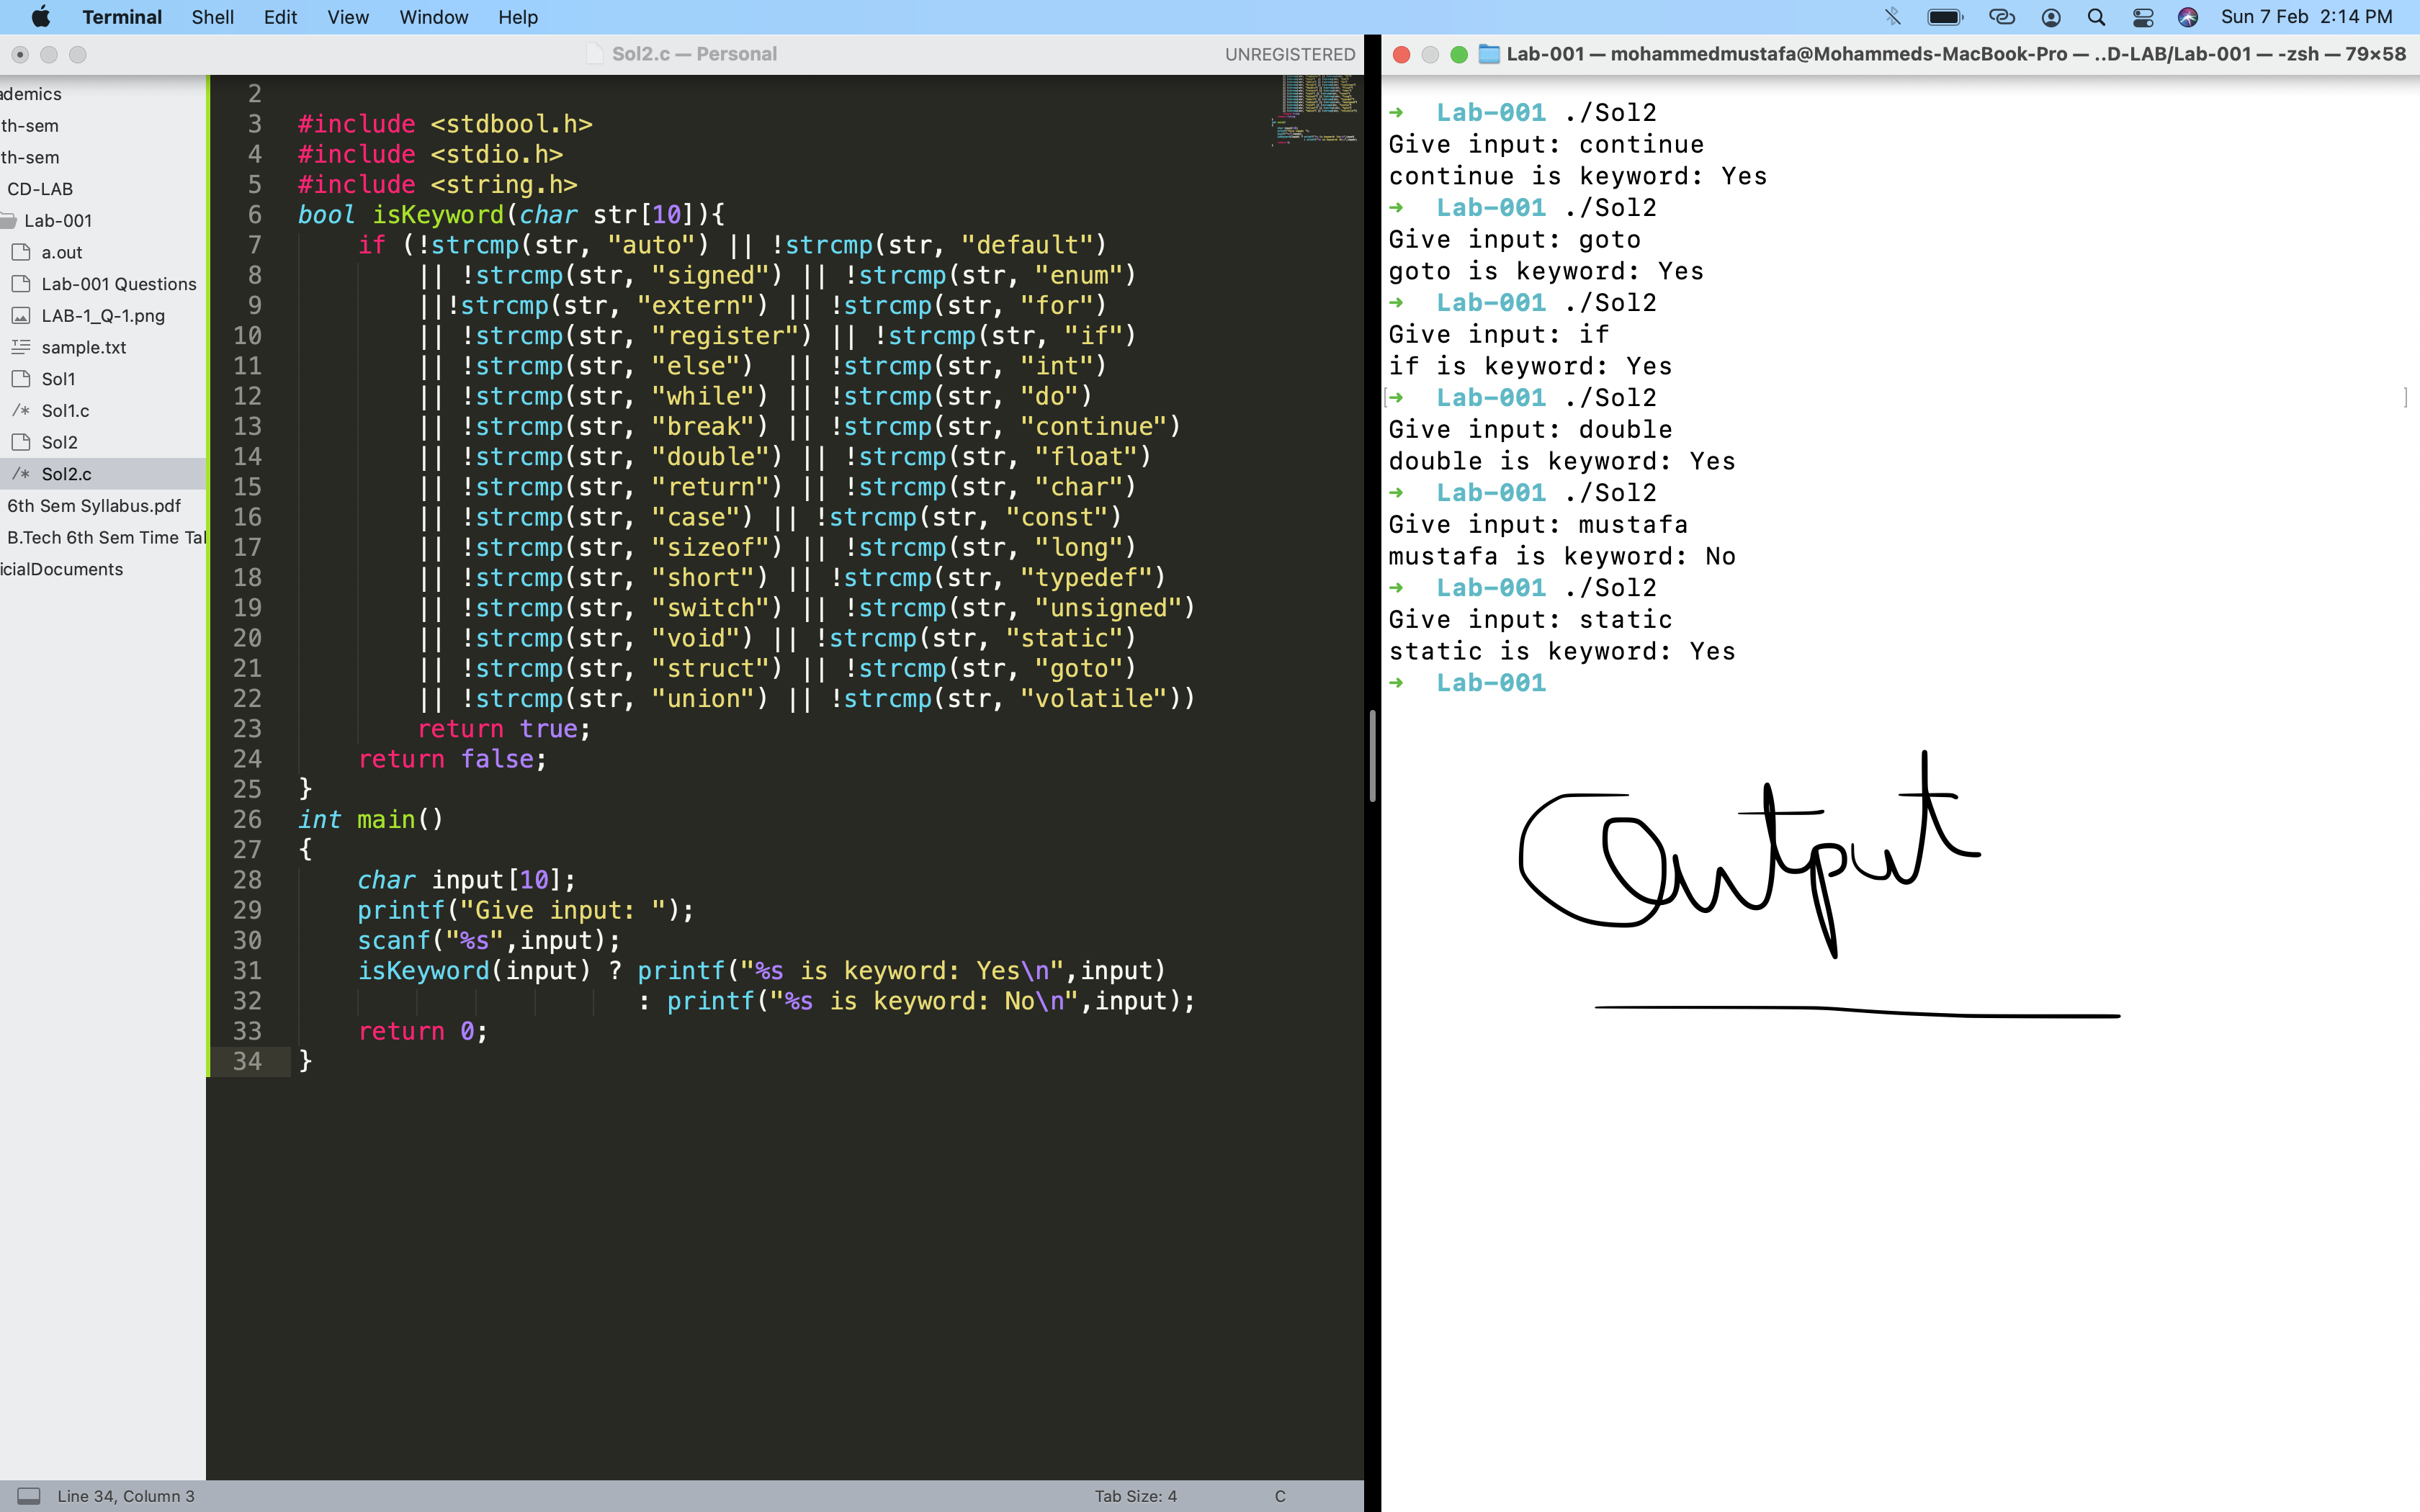 Terminal Shell Edit View Window Help Sun 7 Feb 2:14 PM
Sol2.c — Personal UNREGISTERED
ademics
th-sem
th-sem
CD-LAB
Lab-001
a.out
Lab-001 Questions
LAB-1_Q-1.png
sample.txt
Sol1
/* Sol1.c
Sol2
/* Sol2.c
6th Sem Syllabus.pdf
B.Tech 6th Sem Time Tal
icialDocuments
2
3 #include <stdbool.h>
4 #include <stdio.h>
5 #include <string.h>
6 bool isKeyword(char str[10]){
7 if (!strcmp(str, "auto") || !strcmp(str, "default")
8 || !strcmp(str, "signed") || !strcmp(str, "enum")
9 ||!strcmp(str, "extern") || !strcmp(str, "for")
10 || !strcmp(str, "register") || !strcmp(str, "if")
11 || !strcmp(str, "else") || !strcmp(str, "int")
12 || !strcmp(str, "while") || !strcmp(str, "do")
13 || !strcmp(str, "break") || !strcmp(str, "continue")
14 || !strcmp(str, "double") || !strcmp(str, "float")
15 || !strcmp(str, "return") || !strcmp(str, "char")
16 || !strcmp(str, "case") || !strcmp(str, "const")
17 || !strcmp(str, "sizeof") || !strcmp(str, "long")
18 || !strcmp(str, "short") || !strcmp(str, "typedef")
19 || !strcmp(str, "switch") || !strcmp(str, "unsigned")
20 || !strcmp(str, "void") || !strcmp(str, "static")
21 || !strcmp(str, "struct") || !strcmp(str, "goto")
22 || !strcmp(str, "union") || !strcmp(str, "volatile"))
23 return true;
24 return false;
25 }
26 int main()
27 {
28 char input[10];
29 printf("Give input: ");
30 scanf("%s",input);
31 isKeyword(input) ? printf("%s is keyword: Yes\n",input)
32 : printf("%s is keyword: No\n",input);
33 return 0;
34 }
Line 34, Column 3 Tab Size: 4 C
Lab-001 — mohammedmustafa@Mohammeds-MacBook-Pro — ..D-LAB/Lab-001 — -zsh — 79×58
➜ Lab-001 ./Sol2
Give input: continue
continue is keyword: Yes
➜ Lab-001 ./Sol2
Give input: goto
goto is keyword: Yes
➜ Lab-001 ./Sol2
Give input: if
if is keyword: Yes
[➜ Lab-001 ./Sol2 ]
Give input: double
double is keyword: Yes
➜ Lab-001 ./Sol2
Give input: mustafa
mustafa is keyword: No
➜ Lab-001 ./Sol2
Give input: static
static is keyword: Yes
➜ Lab-001
Output